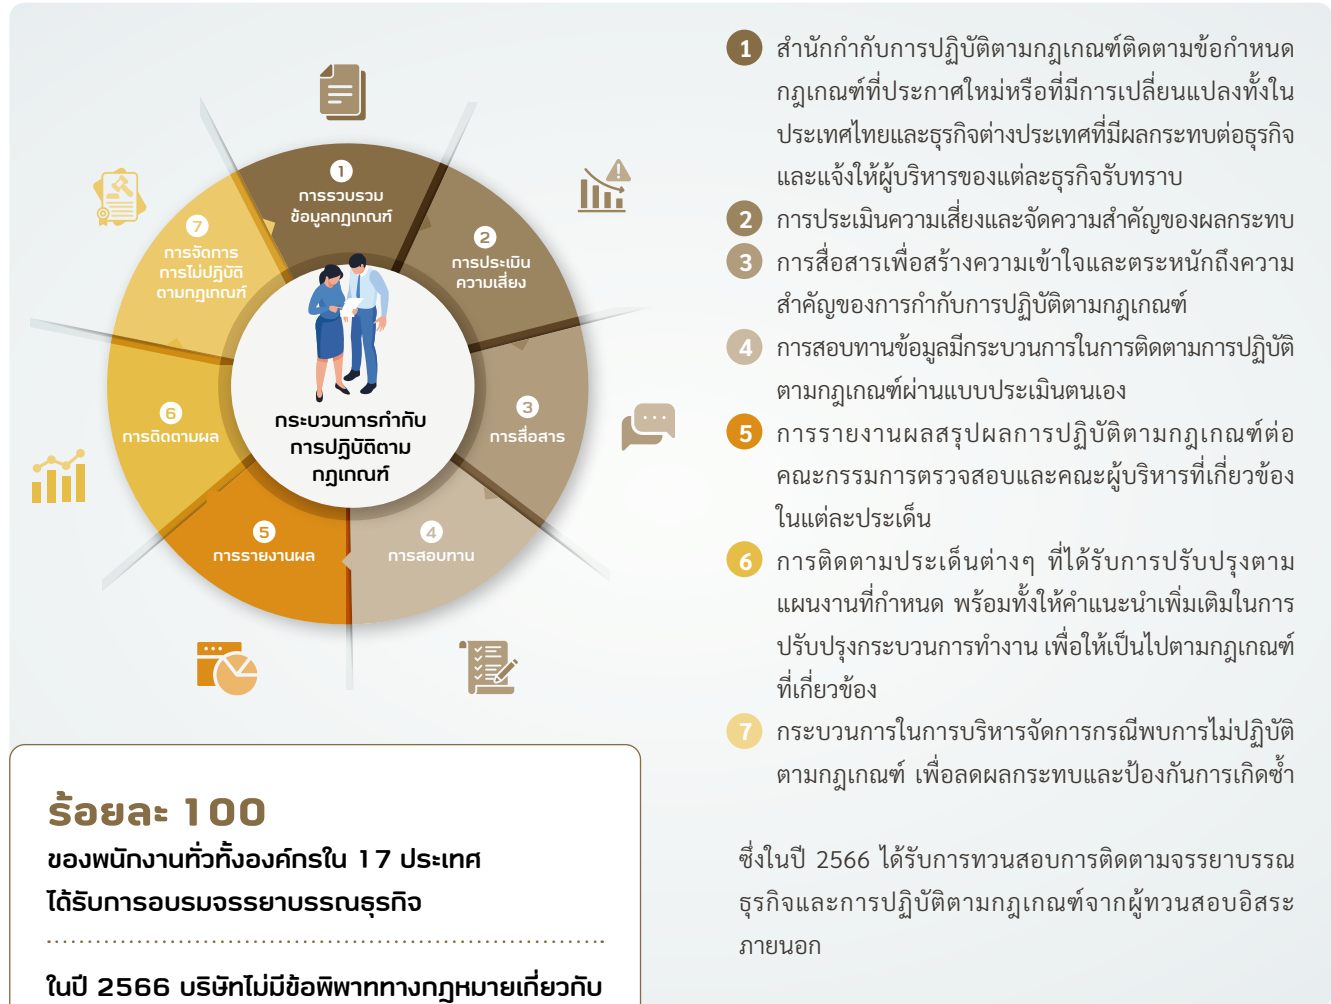 1
การรวบรวม
ข้อมูลกฎเกณฑ์
2
การประเมิน
ความเสี่ยง
3
การสื่อสาร
4
การสอบทาน
5
การรายงานผล
6
การติดตามผล
7
การจัดการ
การไม่ปฏิบัติ
ตามกฎเกณฑ์
กระบวนการกำกับ
การปฏิบัติตาม
กฎเกณฑ์
ร้อยละ 100
ของพนักงานทั่วทั้งองค์กรใน 17 ประเทศ
ได้รับการอบรมจรรยาบรรณธุรกิจ
ในปี 2566 บริษัทไม่มีข้อพิพาททางกฎหมายเกี่ยวกับ
1 สำนักกำกับการปฏิบัติตามกฎเกณฑ์ติดตามข้อกำหนด
กฎเกณฑ์ที่ประกาศใหม่หรือที่มีการเปลี่ยนแปลงทั้งใน
ประเทศไทยและธุรกิจต่างประเทศที่มีผลกระทบต่อธุรกิจ
และแจ้งให้ผู้บริหารของแต่ละธุรกิจรับทราบ
2 การประเมินความเสี่ยงและจัดความสำคัญของผลกระทบ
3 การสื่อสารเพื่อสร้างความเข้าใจและตระหนักถึงความ
สำคัญของการกำกับการปฏิบัติตามกฎเกณฑ์
4 การสอบทานข้อมูลมีกระบวนการในการติดตามการปฏิบัติ
ตามกฎเกณฑ์ผ่านแบบประเมินตนเอง
5 การรายงานผลสรุปผลการปฏิบัติตามกฎเกณฑ์ต่อ
คณะกรรมการตรวจสอบและคณะผู้บริหารที่เกี่ยวข้อง
ในแต่ละประเด็น
6 การติดตามประเด็นต่างๆ ที่ได้รับการปรับปรุงตาม
แผนงานที่กำหนด พร้อมทั้งให้คำแนะนำเพิ่มเติมในการ
ปรับปรุงกระบวนการทำงาน เพื่อให้เป็นไปตามกฎเกณฑ์
ที่เกี่ยวข้อง
7 กระบวนการในการบริหารจัดการกรณีพบการไม่ปฏิบัติ
ตามกฎเกณฑ์ เพื่อลดผลกระทบและป้องกันการเกิดซ้ำ
ซึ่งในปี 2566 ได้รับการทวนสอบการติดตามจรรยาบรรณ
ธุรกิจและการปฏิบัติตามกฎเกณฑ์จากผู้ทวนสอบอิสระ
ภายนอก